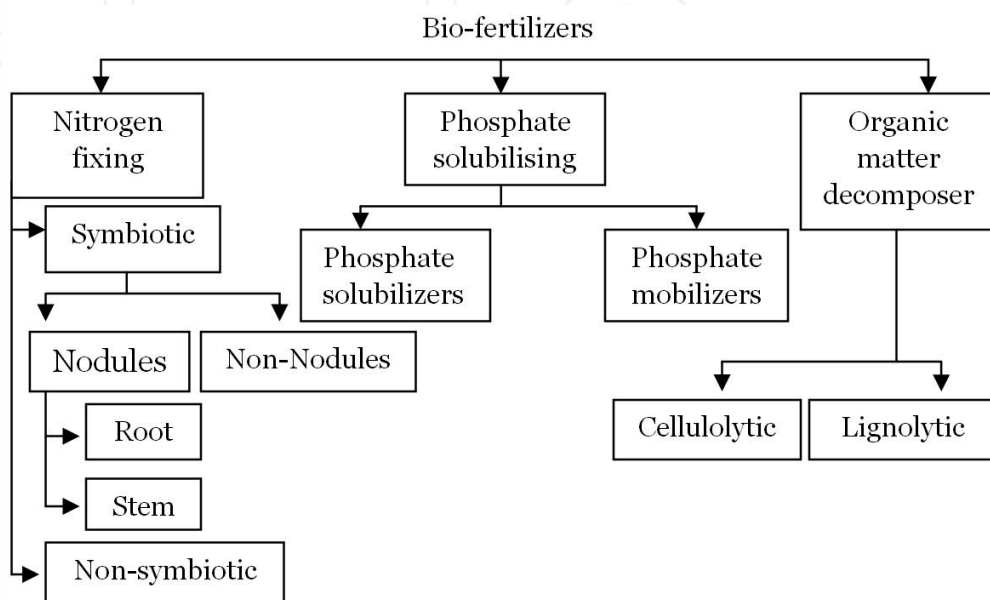 Bio-fertilizers
Nitrogen
fixing
Phosphate
solubilising
Organic
matter
decomposer
Symbiotic
Phosphate
solubilizers
Phosphate
mobilizers
Nodules
Non-Nodules
Root
Stem
Non-symbiotic
Cellulolytic
Lignolytic